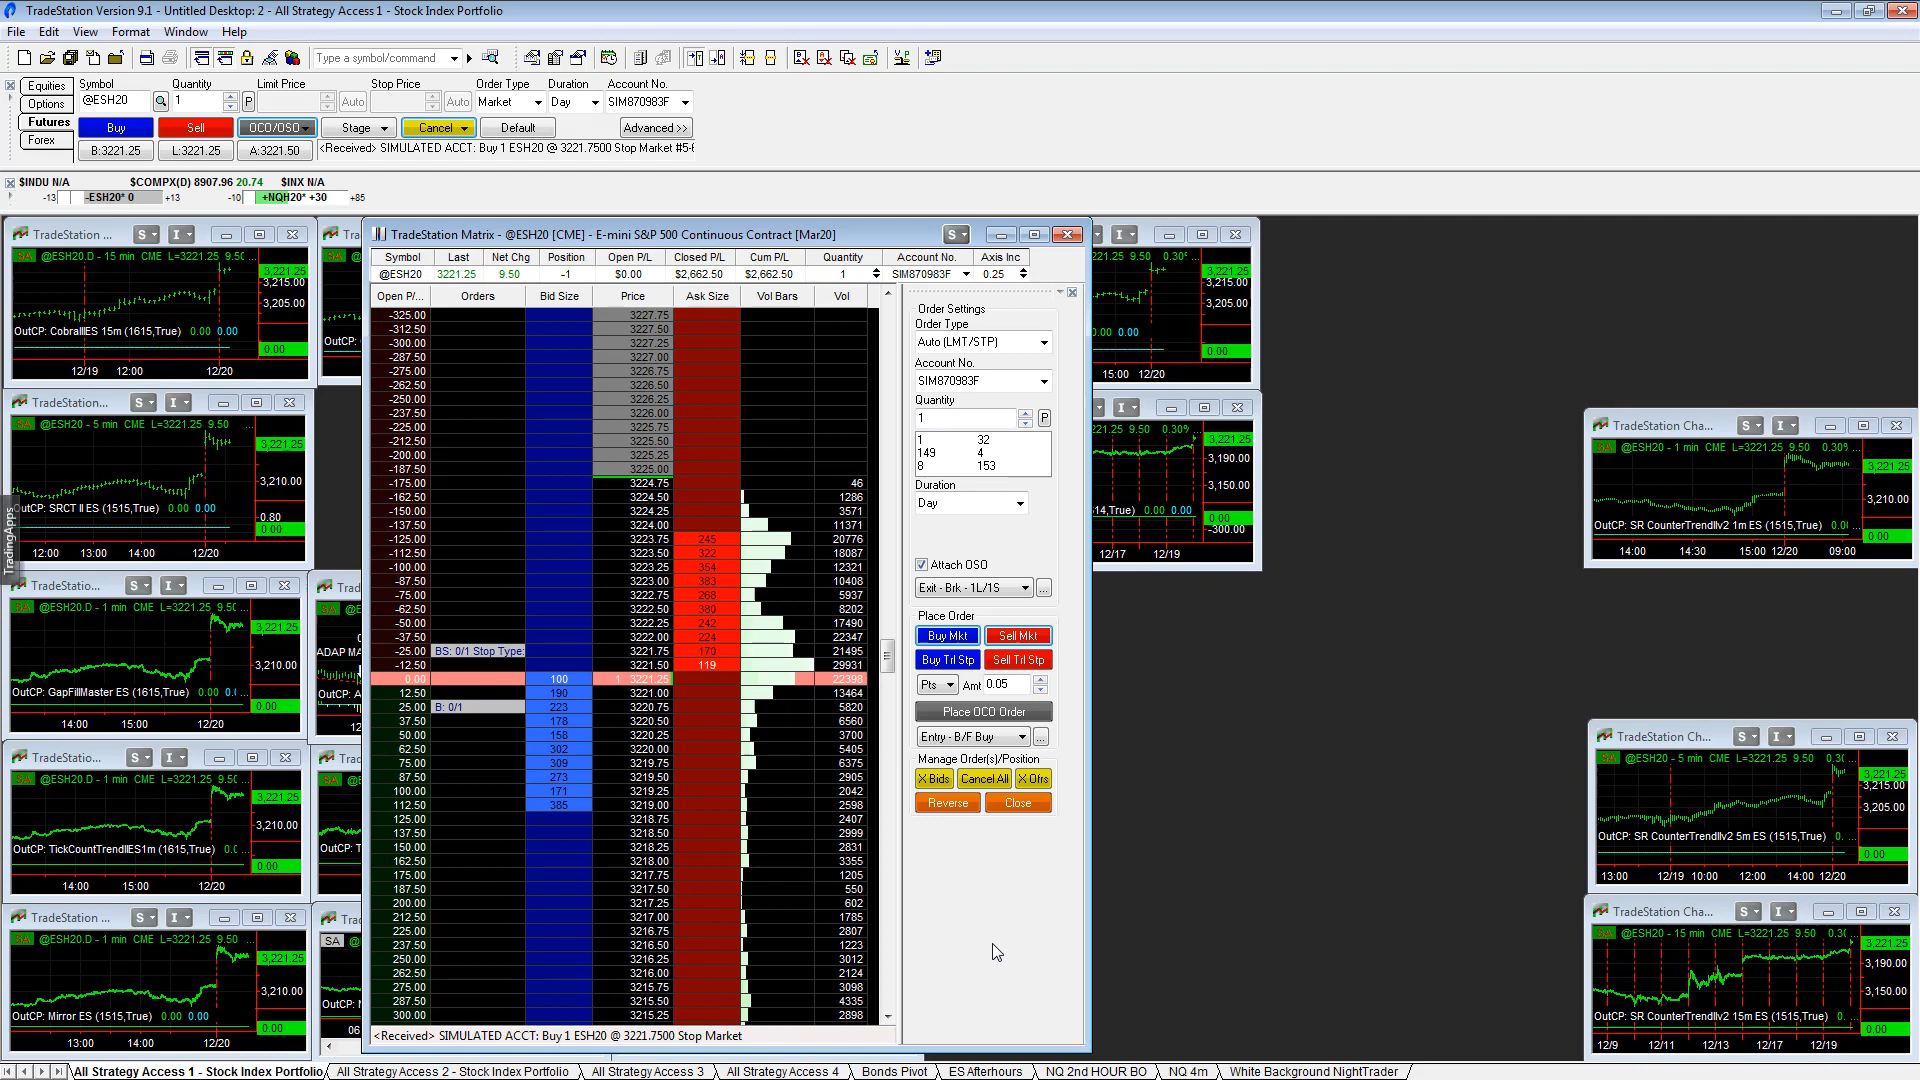 TradeStation Version 9.1 - Untitled Desktop: 2 - All Strategy Access 1 - Stock Index Portfolio
File Edit View Format Window Help
Type a symbol/command
Equities
Options
Futures
Forex
Symbol Quantity Limit Price Stop Price Order Type Duration Account No.
@ESH20 1 P Auto Auto Market Day SIM870983F
Buy Sell OCO/OSO Stage Cancel Default Advanced >>
B:3221.25 L:3221.25 A:3221.50 <Received> SIMULATED ACCT: Buy 1 ESH20 @ 3221.7500 Stop Market #5-6
$INDU N/A $COMPX(D) 8907.96 20.74 $INX N/A
-13 -ESH20* 0 +13 -10 +NQH20* +30 +85
TradeStation Matrix - @ESH20 [CME] - E-mini S&P 500 Continuous Contract [Mar20]
Symbol Last Net Chg Position Open P/L Closed P/L Cum P/L Quantity Account No. Axis Inc
@ESH20 3221.25 9.50 -1 $0.00 $2,662.50 $2,662.50 1 SIM870983F 0.25
Open P/... Orders Bid Size Price Ask Size Vol Bars Vol
-325.00 3227.75
-312.50 3227.50
-300.00 3227.25
-287.50 3227.00
-275.00 3226.75
-262.50 3226.50
-250.00 3226.25
-237.50 3226.00
-225.00 3225.75
-212.50 3225.50
-200.00 3225.25
-187.50 3225.00
-175.00 3224.75 46
-162.50 3224.50 1286
-150.00 3224.25 3571
-137.50 3224.00 11371
-125.00 3223.75 245 20776
-112.50 3223.50 322 18087
-100.00 3223.25 354 12321
-87.50 3223.00 383 10408
-75.00 3222.75 268 5937
-62.50 3222.50 380 8202
-50.00 3222.25 242 17490
-37.50 3222.00 224 22347
-25.00 BS: 0/1 Stop Type: 3221.75 170 21495
-12.50 3221.50 119 29931
0.00 100 1 3221.25 22398
12.50 190 3221.00 13464
25.00 B: 0/1 223 3220.75 5820
37.50 178 3220.50 6560
50.00 158 3220.25 3700
62.50 302 3220.00 5405
75.00 309 3219.75 6375
87.50 273 3219.50 2905
100.00 171 3219.25 2042
112.50 385 3219.00 2598
125.00 3218.75 2407
137.50 3218.50 2999
150.00 3218.25 2831
162.50 3218.00 3355
175.00 3217.75 1205
187.50 3217.50 550
200.00 3217.25 602
212.50 3217.00 1785
225.00 3216.75 2807
237.50 3216.50 1223
250.00 3216.25 3012
262.50 3216.00 2124
275.00 3215.75 3098
287.50 3215.50 4335
300.00 3215.25 2898
<Received> SIMULATED ACCT: Buy 1 ESH20 @ 3221.7500 Stop Market
Order Settings
Order Type
Auto (LMT/STP)
Account No.
SIM870983F
Quantity
1 P
1 32
149 4
8 153
Duration
Day
Attach OSO
Exit - Brk - 1L/1S ...
Place Order
Buy Mkt Sell Mkt
Buy Trl Stp Sell Trl Stp
Pts Amt 0.05
Place OCO Order
Entry - B/F Buy ...
Manage Order(s)/Position
X Bids Cancel All X Ofrs
Reverse Close
TradeStation... S I
SA @ESH20.D - 15 min CME L=3221.25 9.50 ...
3,221.25
3,215.00
3,205.00
OutCP: CobraIIIES 15m (1615,True) 0.00 0.00
0.00
12/19 12:00 12/20
TradeStation... S I
SA @ESH20 - 5 min CME L=3221.25 9.50 ...
3,221.25
3,210.00
OutCP: SRCT II ES (1515,True) 0.00 0.00
0.80
0.00
12:00 13:00 14:00 12/20
TradingApps
TradeStatio... S I
SA @ESH20.D - 1 min CME L=3221.25 9.50 ...
3,221.25
3,210.00
OutCP: GapFillMaster ES (1615,True) 0.00
0.00
14:00 15:00 12/20
TradeStatio... S I
SA @ESH20.D - 1 min CME L=3221.25 9.50 ...
3,221.25
3,210.00
OutCP: TickCountTrendIIES1m (1615,True)
0.00
14:00 15:00 12/20
TradeStation ... S I
SA @ESH20.D - 1 min CME L=3221.25 9.50 ...
3,221.25
3,210.00
OutCP: Mirror ES (1515,True) 0.00 0.00
0.00
13:00 14:00 12/20
3,221.25
3,215.00
3,205.00
0.00
15:00 12/20
3,221.25
3,190.00
3,150.00
0.00
-300.00
12/17 12/19
TradeStation Cha... S I
SA @ESH20 - 1 min CME L=3221.25 9.50 0.30%
3,221.25
3,210.00
OutCP: SR CounterTrendIIv2 1m ES (1515,True)
0.00
14:00 14:30 15:00 12/20 09:00
TradeStation Ch... S I
SA @ESH20 - 5 min CME L=3221.25 9.50
3,221.25
3,215.00
3,205.00
OutCP: SR CounterTrendIIv2 5m ES (1515,True)
0.00
13:00 12/19 10:00 12:00 14:00 12/20
TradeStation Cha... S I
SA @ESH20 - 15 min CME L=3221.25 9.50
3,221.25
3,190.00
3,150.00
OutCP: SR CounterTrendIIv2 15m ES (1515,True)
0.00
12/9 12/11 12/13 12/17 12/19
All Strategy Access 1 - Stock Index Portfolio All Strategy Access 2 - Stock Index Portfolio All Strategy Access 3 All Strategy Access 4 Bonds Pivot ES Afterhours NQ 2nd HOUR BO NQ 4m White Background NightTrader